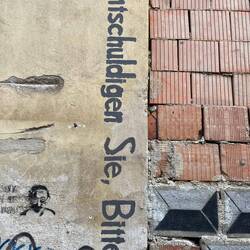 ntschuldigen Sie, Bitte